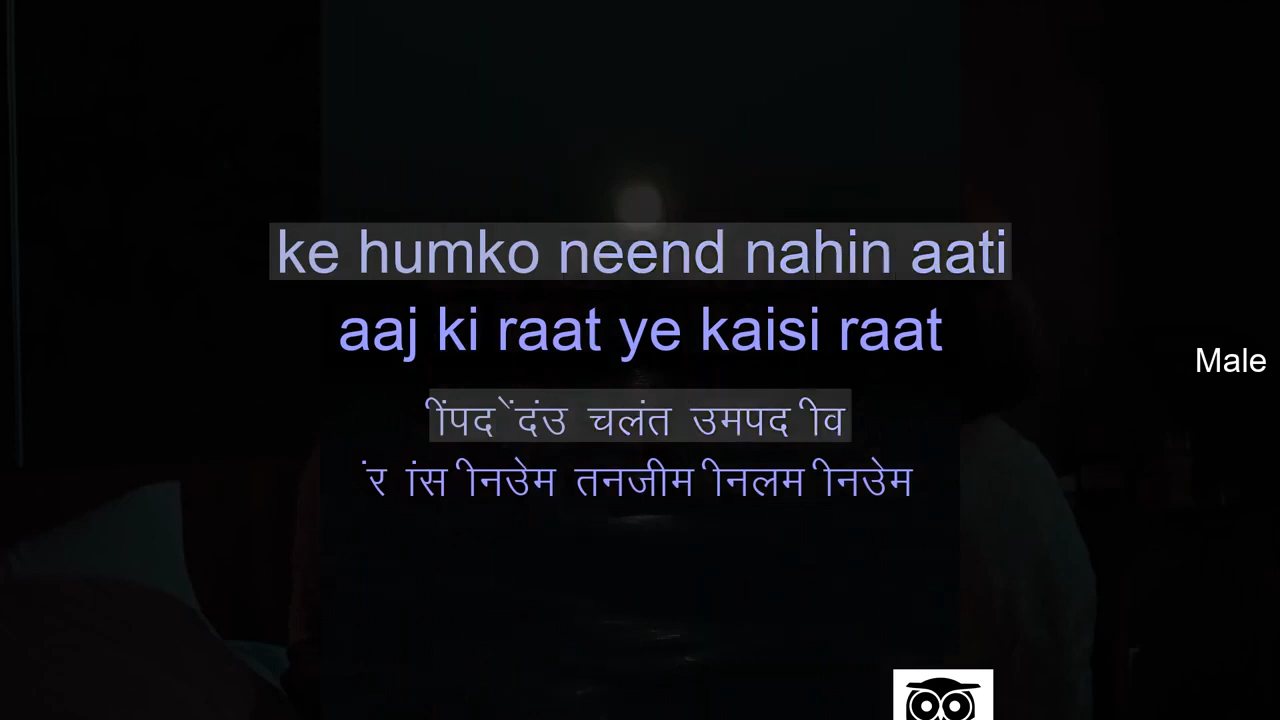 ke humko neend nahin aati
aaj ki raat ye kaisi raat
Male
ींपद ेंदंउ चलंत उमपद ीव
ंर ांस ीनउेम तनजीम ीनलम ीनउेम